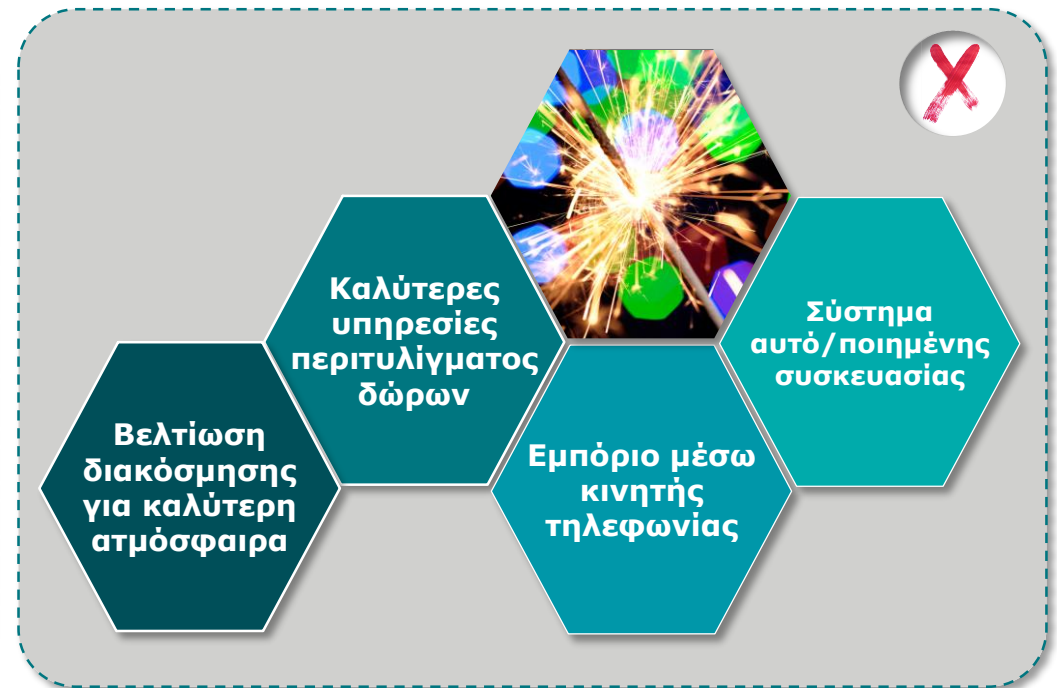 Βελτίωση
διακόσμησης
για καλύτερη
ατμόσφαιρα
Καλύτερες
υπηρεσίες
περιτυλίγματος
δώρων
Εμπόριο μέσω
κινητής
τηλεφωνίας
Σύστημα
αυτό/ποιημένης
συσκευασίας